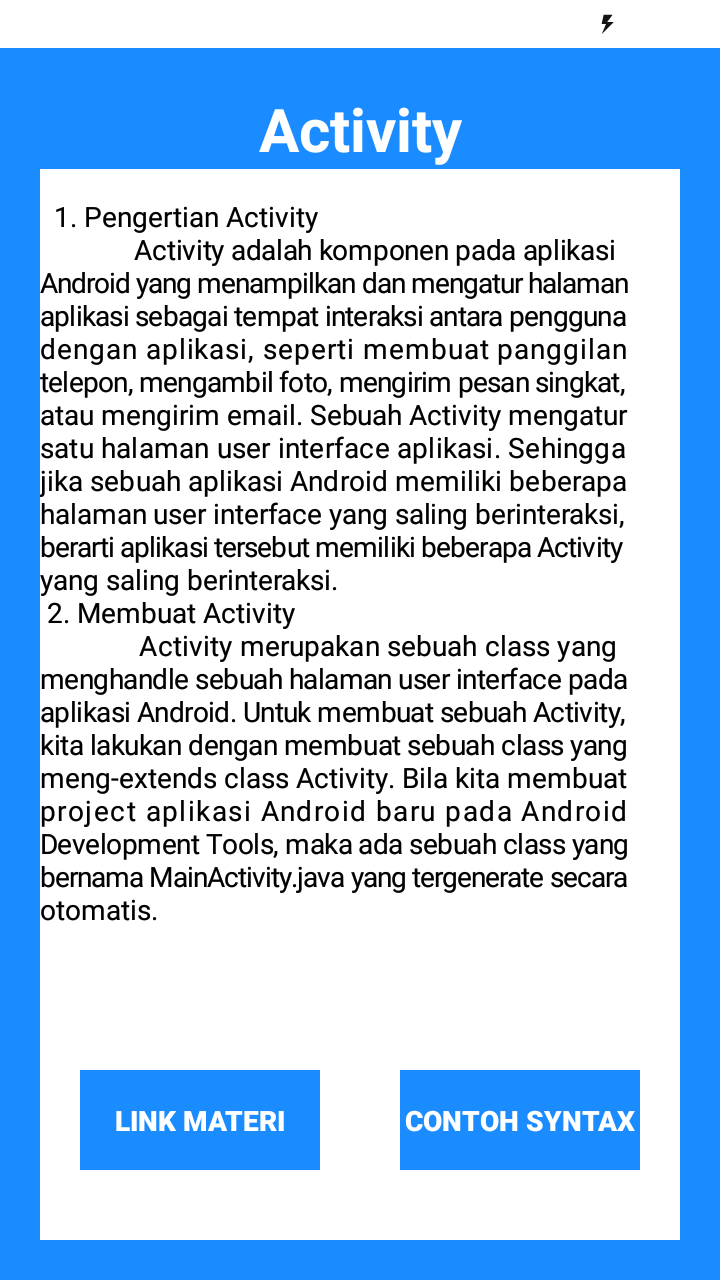 Activity
1. Pengertian Activity
Activity adalah komponen pada aplikasi
Android yang menampilkan dan mengatur halaman
aplikasi sebagai tempat interaksi antara pengguna
dengan aplikasi, seperti membuat panggilan
telepon, mengambil foto, mengirim pesan singkat,
atau mengirim email. Sebuah Activity mengatur
satu halaman user interface aplikasi. Sehingga
jika sebuah aplikasi Android memiliki beberapa
halaman user interface yang saling berinteraksi,
berarti aplikasi tersebut memiliki beberapa Activity
yang saling berinteraksi.
2. Membuat Activity
Activity merupakan sebuah class yang
menghandle sebuah halaman user interface pada
aplikasi Android. Untuk membuat sebuah Activity,
kita lakukan dengan membuat sebuah class yang
meng-extends class Activity. Bila kita membuat
project aplikasi Android baru pada Android
Development Tools, maka ada sebuah class yang
bernama MainActivity.java yang tergenerate secara
otomatis.
LINK MATERI
CONTOH SYNTAX